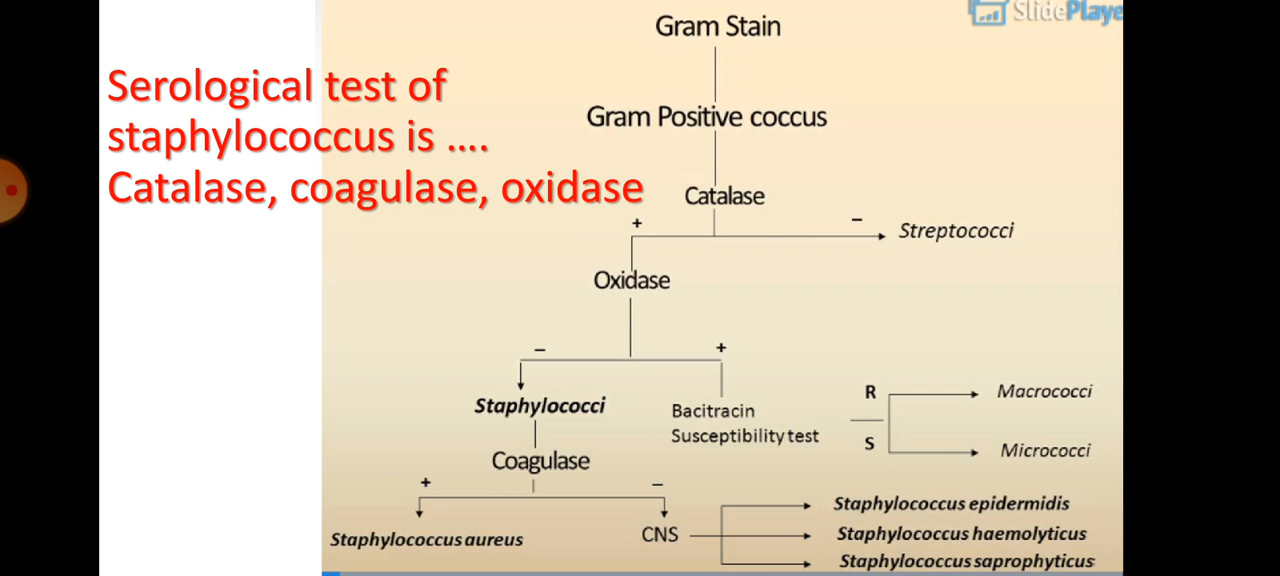 SlidePlaye
Gram Stain
Serological test of
staphylococcus is ....
Catalase, coagulase, oxidase
Gram Positive coccus
Catalase
+
−
Streptococci
Oxidase
−
+
Staphylococci
Bacitracin
Susceptibility test
R
S
Macrococci
Micrococci
Coagulase
+
−
Staphylococcus aureus
CNS
Staphylococcus epidermidis
Staphylococcus haemolyticus
Staphylococcus saprophyticus